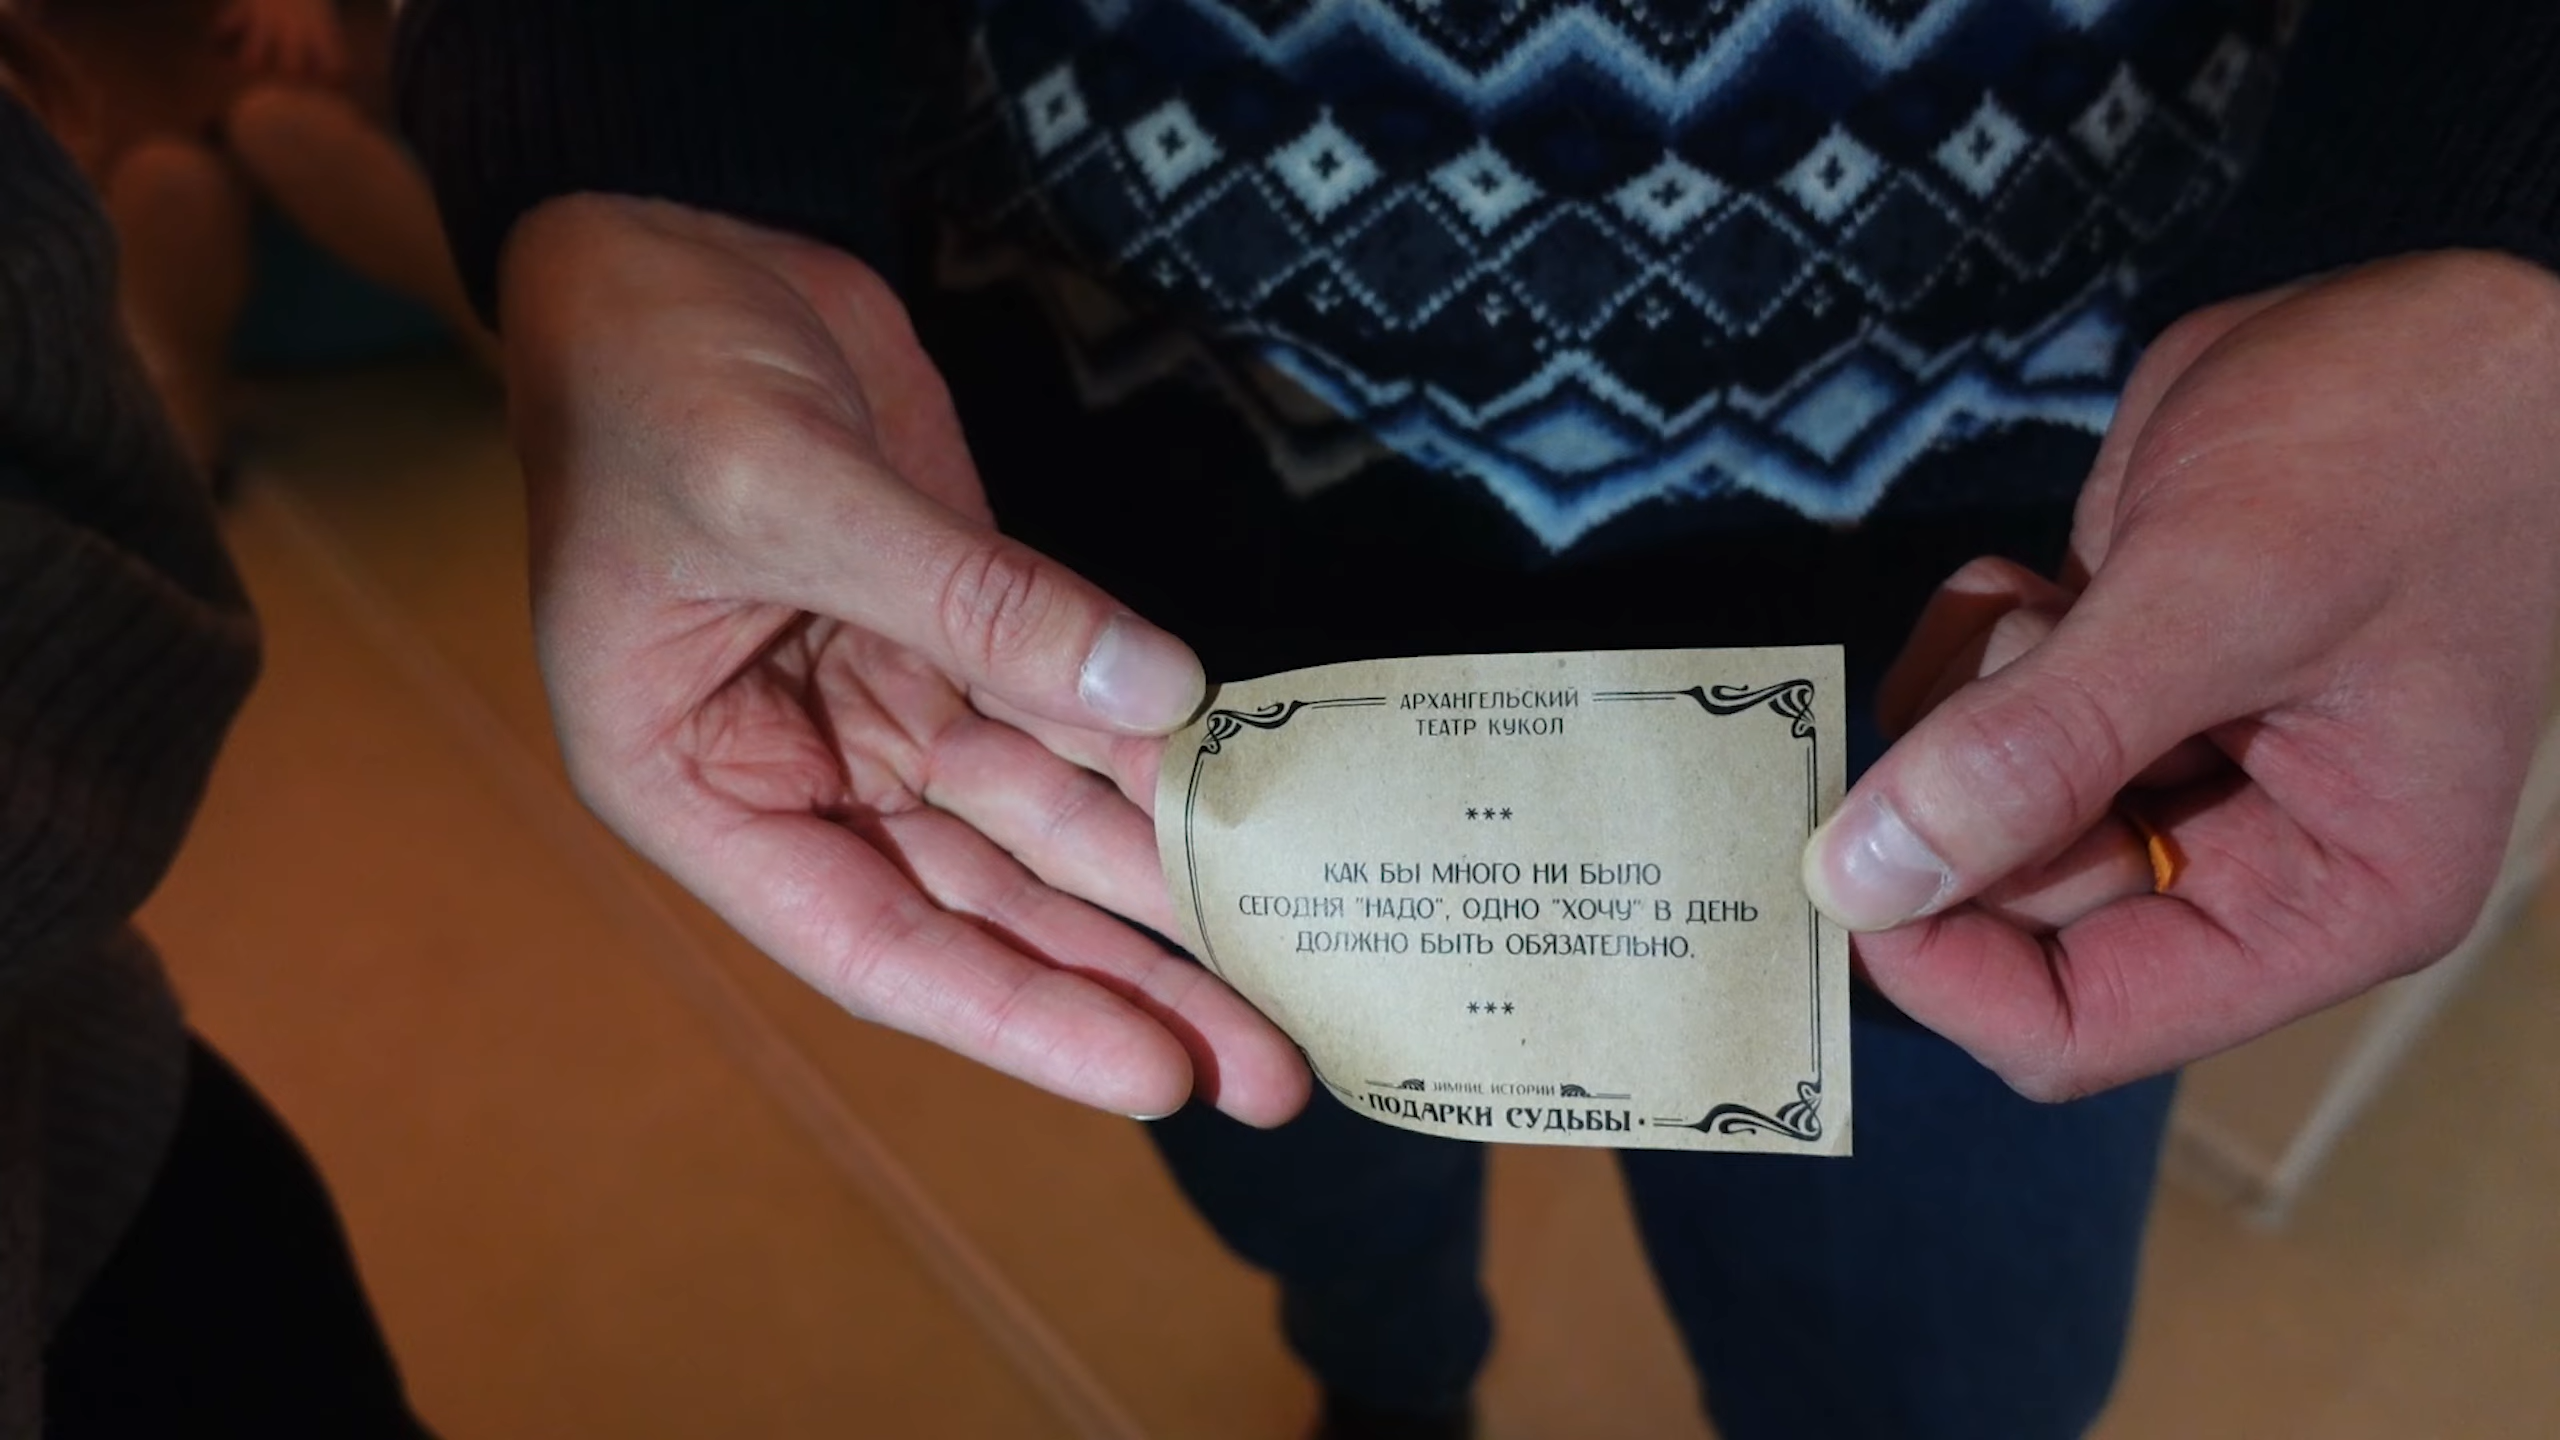 АРХАНГЕЛЬСКИЙ
ТЕАТР КУКОЛ
***
КАК БЫ МНОГО НИ БЫЛО
СЕГОДНЯ "НАДО", ОДНО "ХОЧУ" В ДЕНЬ
ДОЛЖНО БЫТЬ ОБЯЗАТЕЛЬНО.
***
ЗИМНИЕ ИСТОРИИ
•ПОДАРКИ СУДЬБЫ•